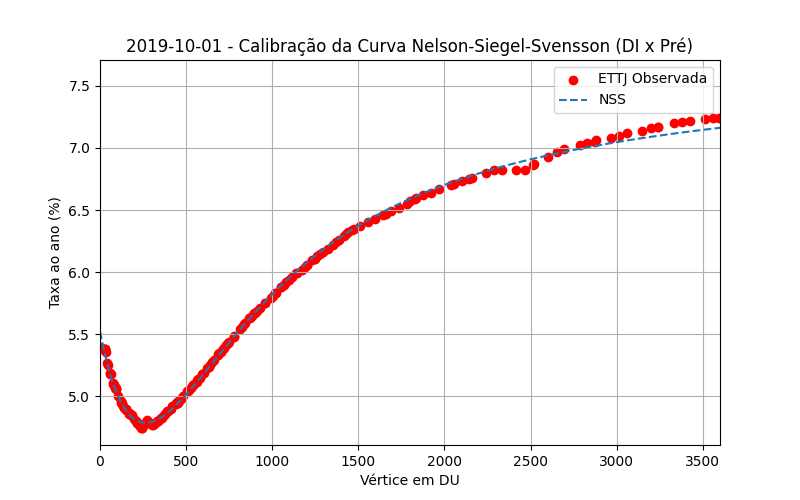 2019-10-01 - Calibração da Curva Nelson-Siegel-Svensson (DI x Pré)
ETTJ Observada
NSS
Taxa ao ano (%)
7.5
7.0
6.5
6.0
5.5
5.0
0 500 1000 1500 2000 2500 3000 3500
Vértice em DU